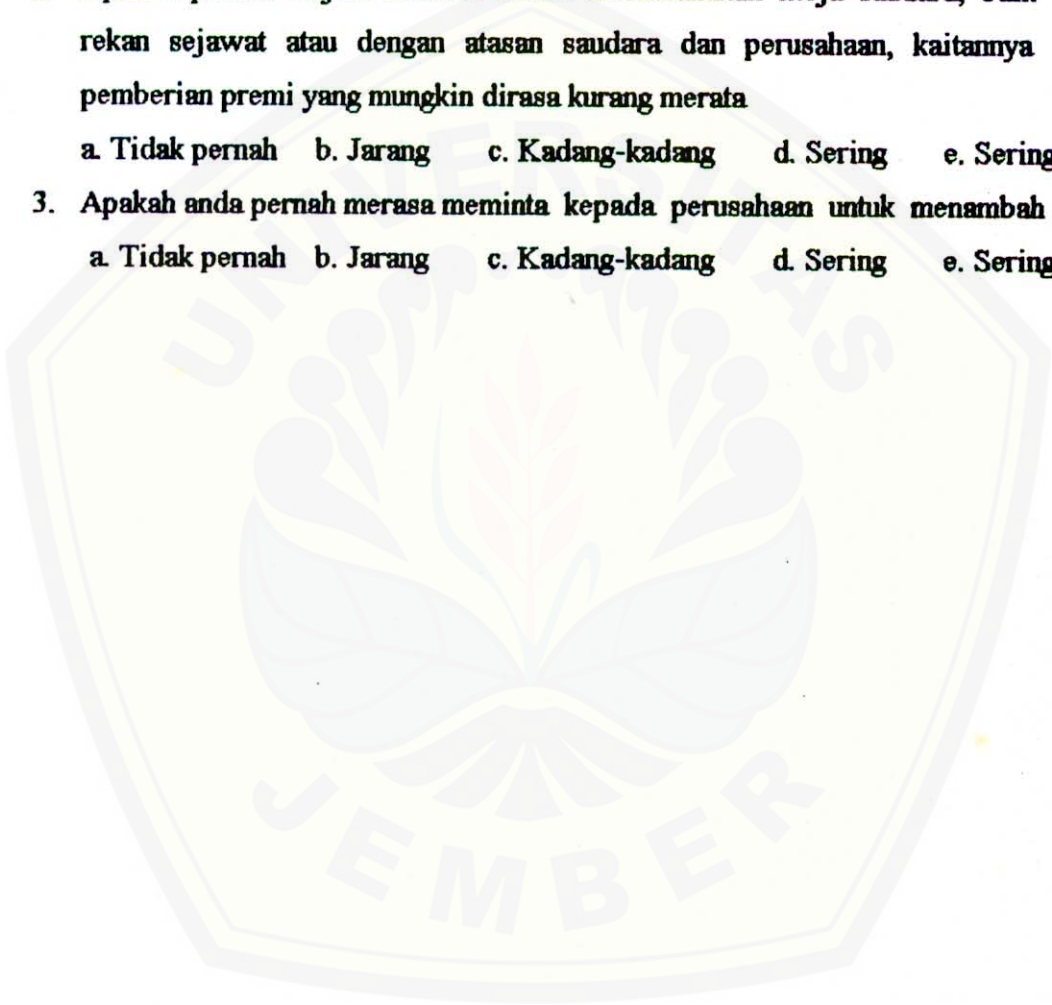 rekan sejawat atau dengan atasan saudara dan perusahaan, kaitannya
pemberian premi yang mungkin dirasa kurang merata
a. Tidak pernah b. Jarang c. Kadang-kadang d. Sering e. Sering
3. Apakah anda pernah merasa meminta kepada perusahaan untuk menambah
a. Tidak pernah b. Jarang c. Kadang-kadang d. Sering e. Sering
UNIVERSITAS
JEMBER